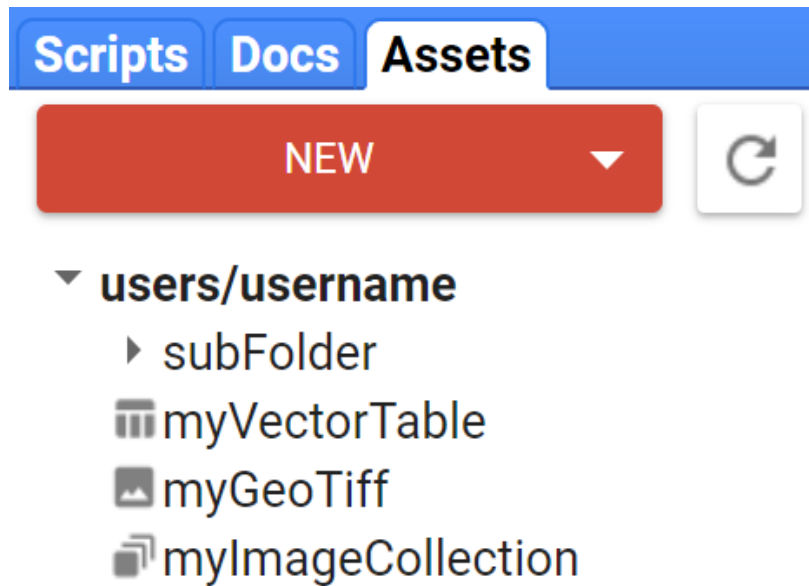 Scripts Docs Assets
NEW
users/username
subFolder
myVectorTable
myGeoTiff
myImageCollection